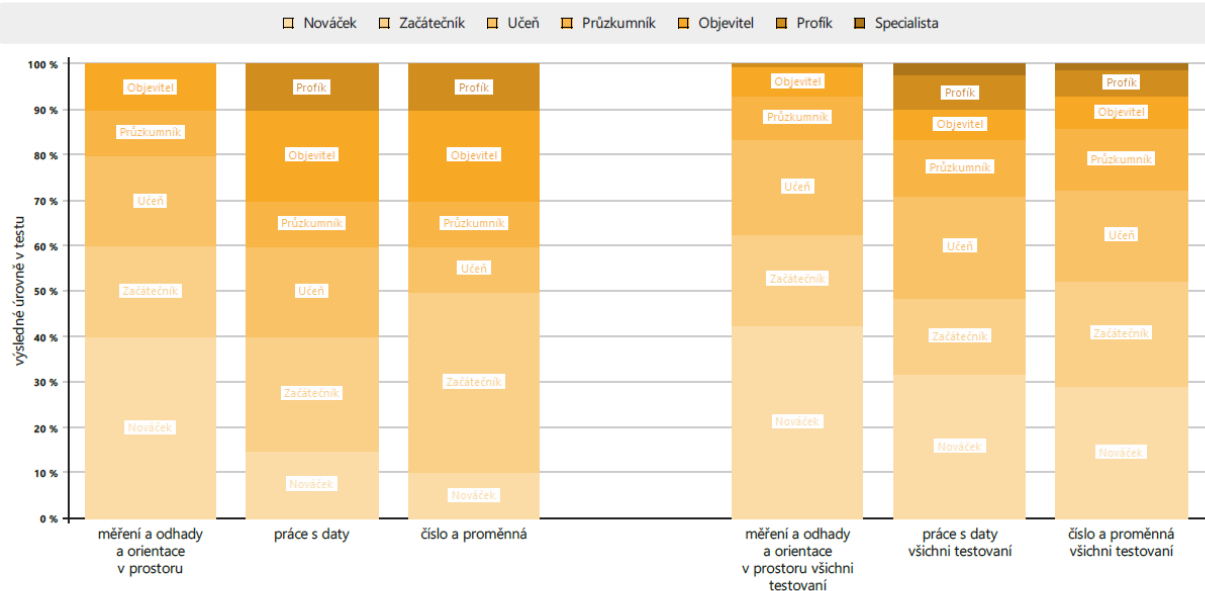 Nováček Začátečník Učeň Průzkumník Objevitel Profík Specialista
výsledné úrovně v testu
100 %
90 %
80 %
70 %
60 %
50 %
40 %
30 %
20 %
10 %
0 %
Objevitel
Průzkumník
Učeň
Začátečník
Nováček
Profík
Objevitel
Průzkumník
Učeň
Začátečník
Nováček
Profík
Objevitel
Průzkumník
Učeň
Začátečník
Nováček
Objevitel
Průzkumník
Učeň
Začátečník
Nováček
Profík
Objevitel
Průzkumník
Učeň
Začátečník
Nováček
Profík
Objevitel
Průzkumník
Učeň
Začátečník
Nováček
měření a odhady
a orientace
v prostoru
práce s daty
číslo a proměnná
měření a odhady
a orientace
v prostoru všichni
testovaní
práce s daty
všichni testovaní
číslo a proměnná
všichni testovaní